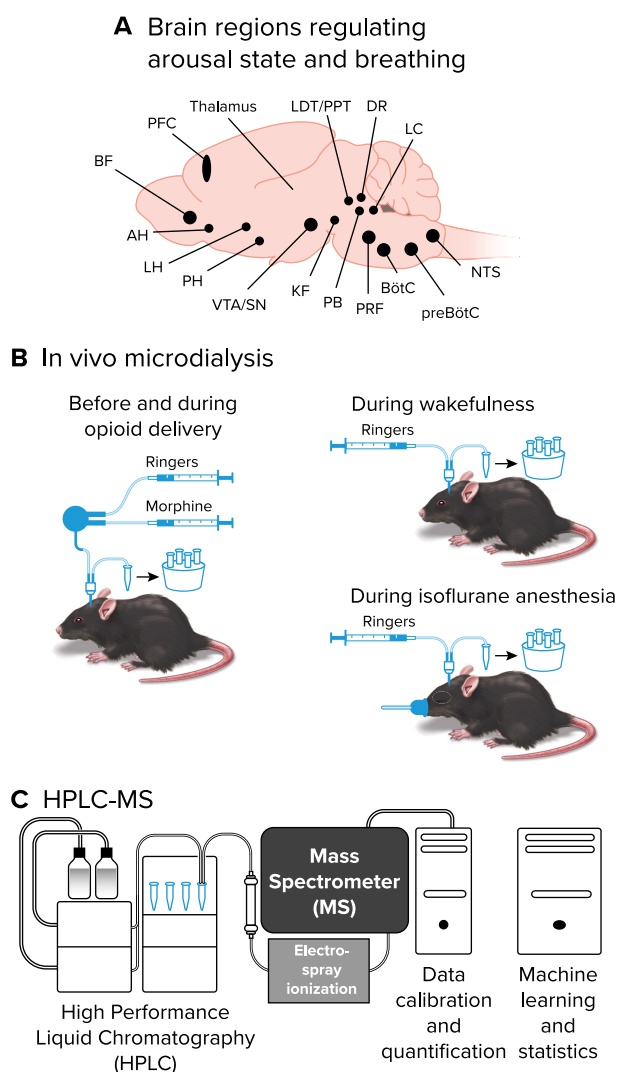 A Brain regions regulating
arousal state and breathing
Thalamus
LDT/PPT
DR
PFC
LC
BF
AH
LH
PH
VTA/SN
KF
PB
PRF
BötC
preBötC
NTS
B In vivo microdialysis
Before and during
opioid delivery
Ringers
Morphine
During wakefulness
Ringers
During isoflurane anesthesia
Ringers
C HPLC-MS
Mass
Spectrometer
(MS)
Electro-
spray
ionization
High Performance
Liquid Chromatography
(HPLC)
Data
calibration
and
quantification
Machine
learning
and
statistics